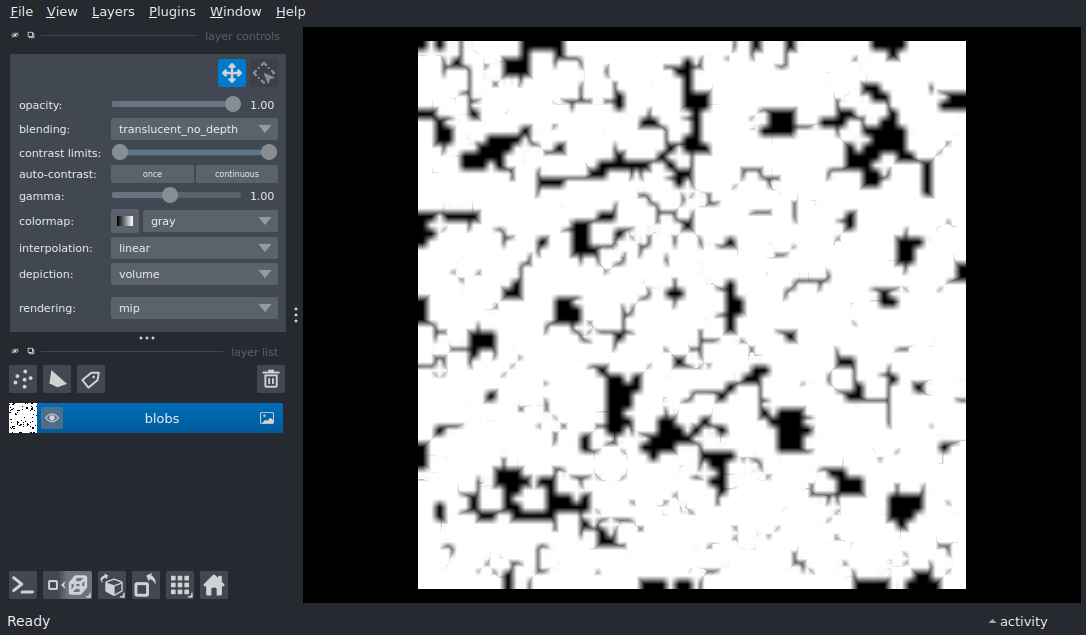 File View Layers Plugins Window Help
layer controls
opacity: 1.00
blending: translucent_no_depth
contrast limits:
auto-contrast: once continuous
gamma: 1.00
colormap: gray
interpolation: linear
depiction: volume
rendering: mip
layer list
blobs
Ready activity